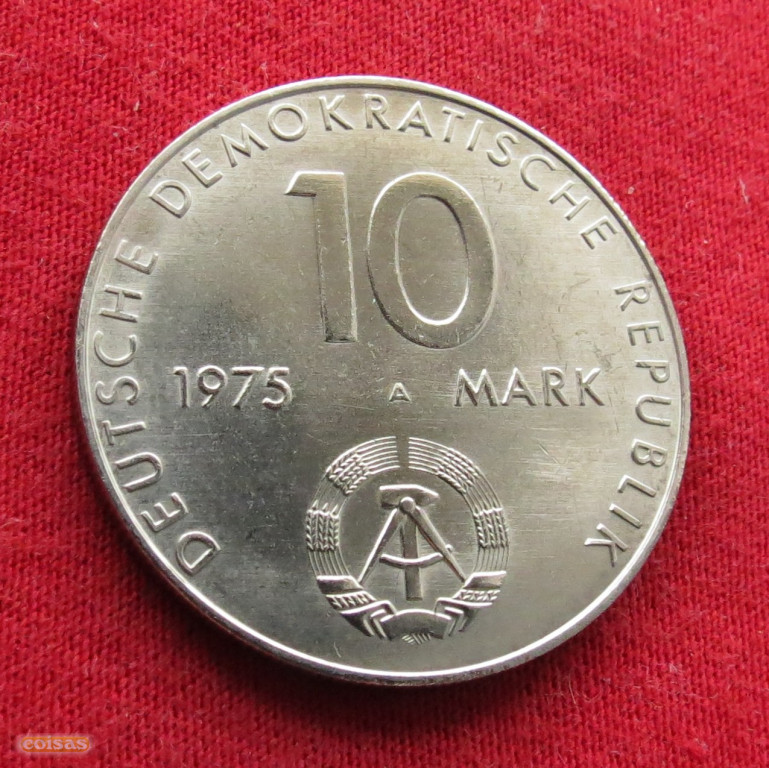 DEUTSCHE DEMOKRATISCHE REPUBLIK
10
1975 A MARK
coisas